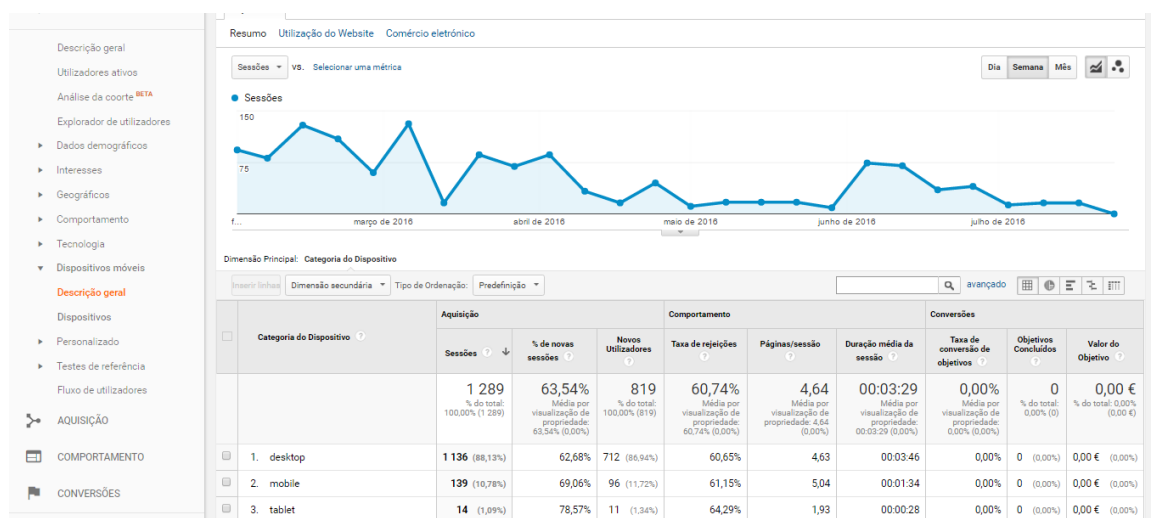 Resumo Utilização do Website Comércio eletrónico
Descrição geral
Utilizadores ativos
Análise da coorte BETA
Explorador de utilizadores
Dados demográficos
Interesses
Geográficos
Comportamento
Tecnologia
Dispositivos móveis
Descrição geral
Dispositivos
Personalizado
Testes de referência
Fluxo de utilizadores
AQUISIÇÃO
COMPORTAMENTO
CONVERSÕES
Sessões VS. Selecionar uma métrica
Dia Semana Mês
Sessões
150
75
f... março de 2016 abril de 2016 maio de 2016 junho de 2016 julho de 2016
Dimensão Principal: Categoria do Dispositivo
Inserir linhas Dimensão secundária Tipo de Ordenação: Predefinição avançado
Aquisição Comportamento Conversões
Categoria do Dispositivo ?
Sessões ?
% de novas sessões ?
Novos Utilizadores ?
Taxa de rejeições ?
Páginas/sessão ?
Duração média da sessão ?
Taxa de conversão de objetivos ?
Objetivos Concluídos ?
Valor do Objetivo ?
1 289 63,54% 819 60,74% 4,64 00:03:29 0,00% 0 0,00 €
% do total: 100,00% (1 289)
Média por visualização de propriedade: 63,54% (0,00%)
% do total: 100,00% (819)
Média por visualização de propriedade: 60,74% (0,00%)
Média por visualização de propriedade: 4,64 (0,00%)
Média por visualização de propriedade: 00:03:29 (0,00%)
Média por visualização de propriedade: 0,00% (0,00%)
% do total: 0,00% (0)
% do total: 0,00% (0,00 €)
1. desktop 1 136 (88,13%) 62,68% 712 (86,94%) 60,65% 4,63 00:03:46 0,00% 0 (0,00%) 0,00 € (0,00%)
2. mobile 139 (10,78%) 69,06% 96 (11,72%) 61,15% 5,04 00:01:34 0,00% 0 (0,00%) 0,00 € (0,00%)
3. tablet 14 (1,09%) 78,57% 11 (1,34%) 64,29% 1,93 00:00:28 0,00% 0 (0,00%) 0,00 € (0,00%)